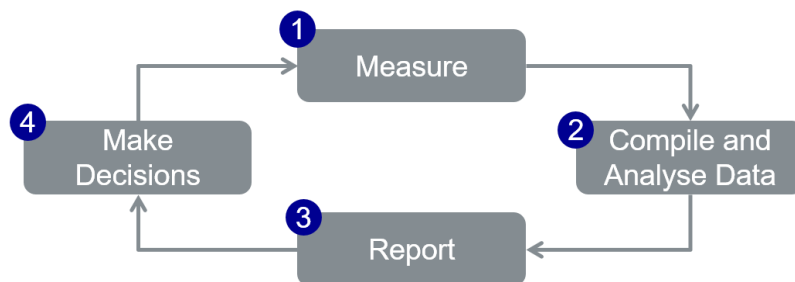 1
Measure
2
Compile and
Analyse Data
3
Report
4
Make
Decisions